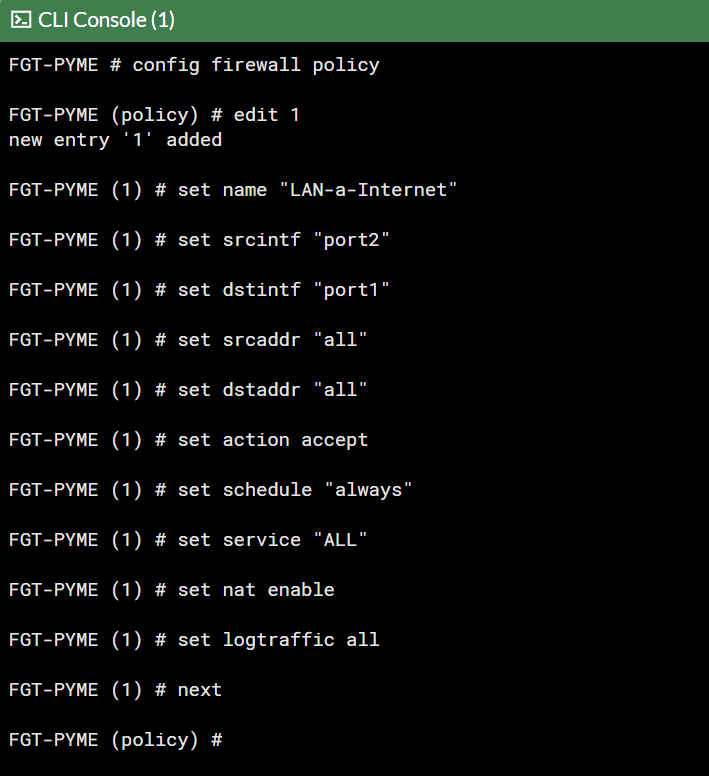 CLI Console (1)
FGT-PYME # config firewall policy
FGT-PYME (policy) # edit 1
new entry '1' added
FGT-PYME (1) # set name "LAN-a-Internet"
FGT-PYME (1) # set srcintf "port2"
FGT-PYME (1) # set dstintf "port1"
FGT-PYME (1) # set srcaddr "all"
FGT-PYME (1) # set dstaddr "all"
FGT-PYME (1) # set action accept
FGT-PYME (1) # set schedule "always"
FGT-PYME (1) # set service "ALL"
FGT-PYME (1) # set nat enable
FGT-PYME (1) # set logtraffic all
FGT-PYME (1) # next
FGT-PYME (policy) #